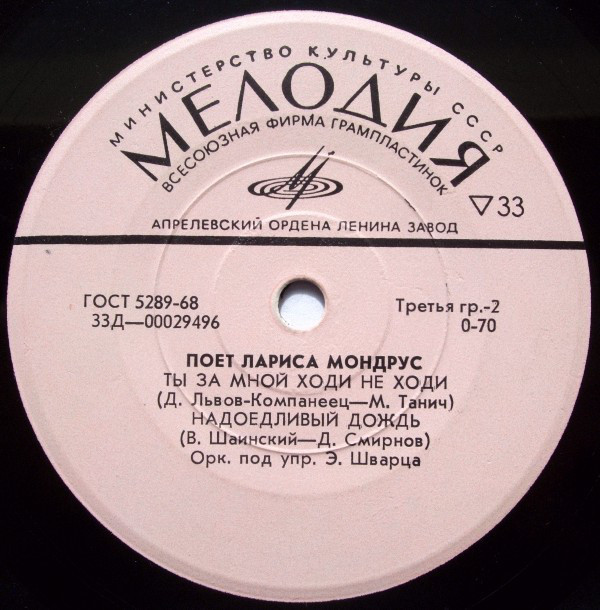 МИНИСТЕРСТВО КУЛЬТУРЫ СССР
МЕЛОДИЯ
ВСЕСОЮЗНАЯ ФИРМА ГРАМПЛАСТИНОК
▽33
АПРЕЛЕВСКИЙ ОРДЕНА ЛЕНИНА ЗАВОД
ГОСТ 5289-68
Третья гр.-2
33Д—00029496
0-70
ПОЕТ ЛАРИСА МОНДРУС
ТЫ ЗА МНОЙ ХОДИ НЕ ХОДИ
(Д. Львов-Компанеец—М. Танич)
НАДОЕДЛИВЫЙ ДОЖДЬ
(В. Шаинский—Д. Смирнов)
Орк. под упр. Э. Шварца